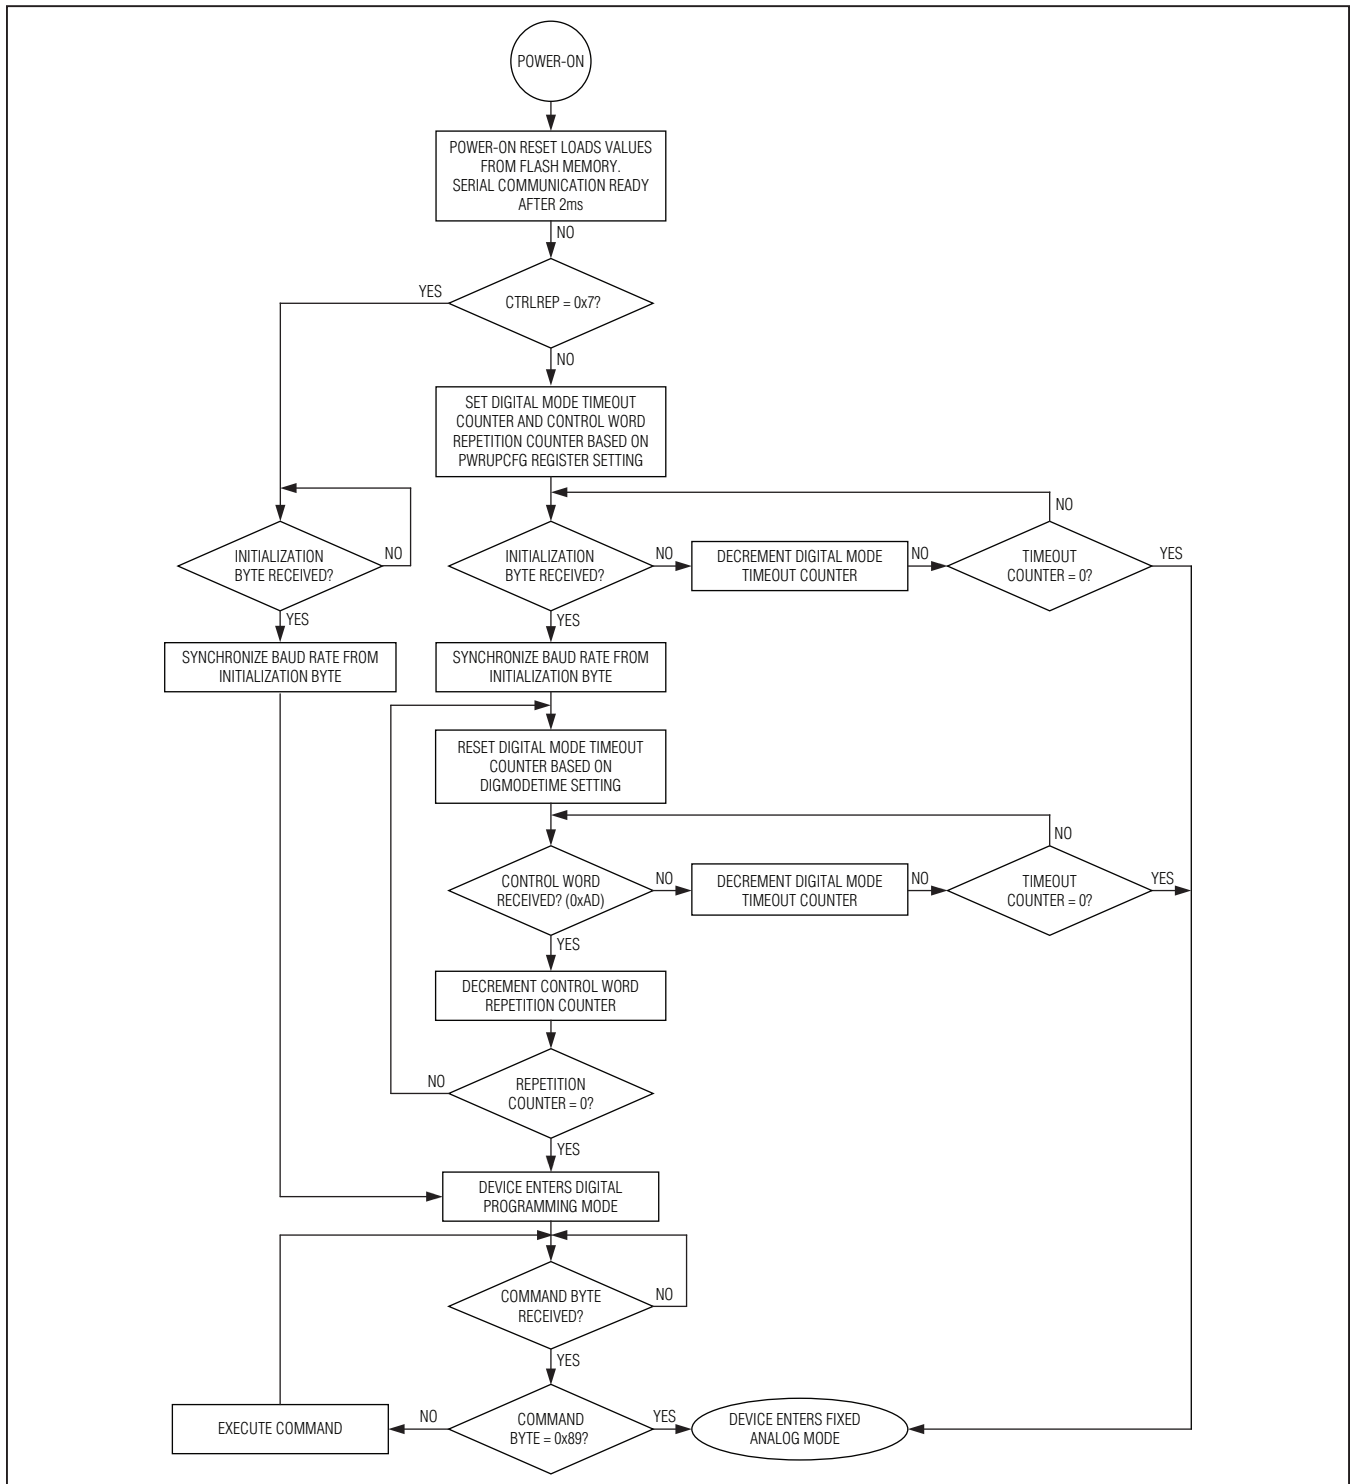 POWER-ON
POWER-ON RESET LOADS VALUES
FROM FLASH MEMORY.
SERIAL COMMUNICATION READY
AFTER 2ms
NO
YES
CTRLREP = 0x7?
NO
SET DIGITAL MODE TIMEOUT
COUNTER AND CONTROL WORD
REPETITION COUNTER BASED ON
PWRUPCFG REGISTER SETTING
NO
INITIALIZATION
BYTE RECEIVED?
NO
INITIALIZATION
BYTE RECEIVED?
NO
DECREMENT DIGITAL MODE
TIMEOUT COUNTER
NO
TIMEOUT
COUNTER = 0?
YES
YES
YES
SYNCHRONIZE BAUD RATE FROM
INITIALIZATION BYTE
SYNCHRONIZE BAUD RATE FROM
INITIALIZATION BYTE
RESET DIGITAL MODE TIMEOUT
COUNTER BASED ON
DIGMODETIME SETTING
NO
CONTROL WORD
RECEIVED? (0xAD)
NO
DECREMENT DIGITAL MODE
TIMEOUT COUNTER
NO
TIMEOUT
COUNTER = 0?
YES
YES
DECREMENT CONTROL WORD
REPETITION COUNTER
NO
REPETITION
COUNTER = 0?
YES
DEVICE ENTERS DIGITAL
PROGRAMMING MODE
COMMAND BYTE
RECEIVED?
NO
YES
EXECUTE COMMAND
NO
COMMAND
BYTE = 0x89?
YES
DEVICE ENTERS FIXED
ANALOG MODE